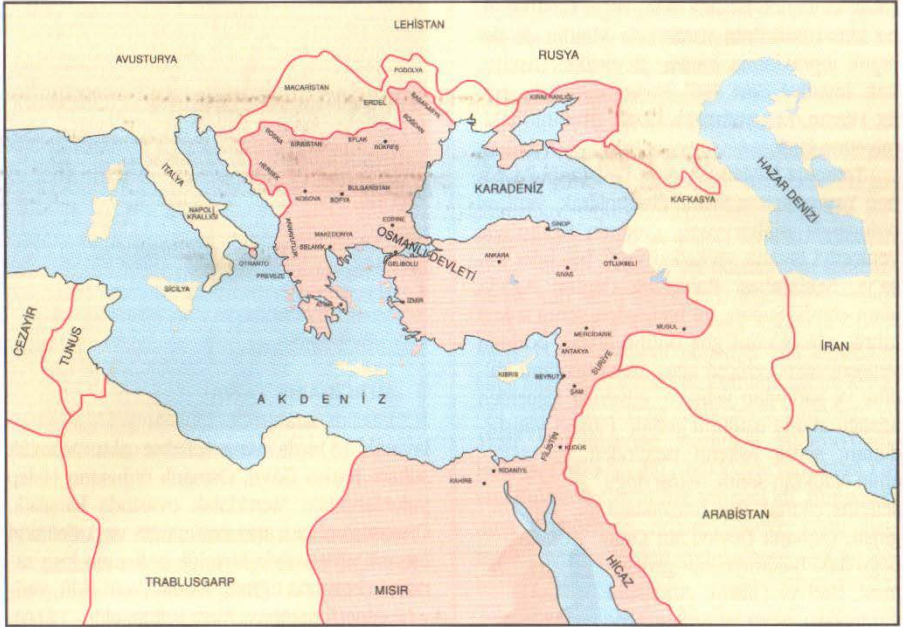 LEHİSTAN
AVUSTURYA
RUSYA
PODOLYA
MACARİSTAN
ERDEL
BASARABYA
KIRIM HANLIĞI
BOĞDAN
BOSNA
SIRBİSTAN
EFLAK
BÜKREŞ
HERSEK
İTALYA
KARADENİZ
HAZAR DENİZİ
KAFKASYA
BULGARİSTAN
KOSOVA
SOFYA
NAPOLİ
KRALLIĞI
SİNOP
EDİRNE
ARNAVUTLUK
MAKEDONYA
OSMANLI DEVLETİ
SELANİK
OTRANTO
GELİBOLU
ANKARA
SİVAS
OTLUKBELİ
PREVEZE
SİCİLYA
ATİNA
İZMİR
CEZAYİR
TUNUS
MERCİDABIK
MUSUL
ANTAKYA
SURİYE
İRAN
KIBRIS
BEYRUT
ŞAM
AKDENİZ
FİLİSTİN
KUDÜS
RİDANİYE
KAHİRE
ARABİSTAN
HİCAZ
TRABLUSGARP
MISIR